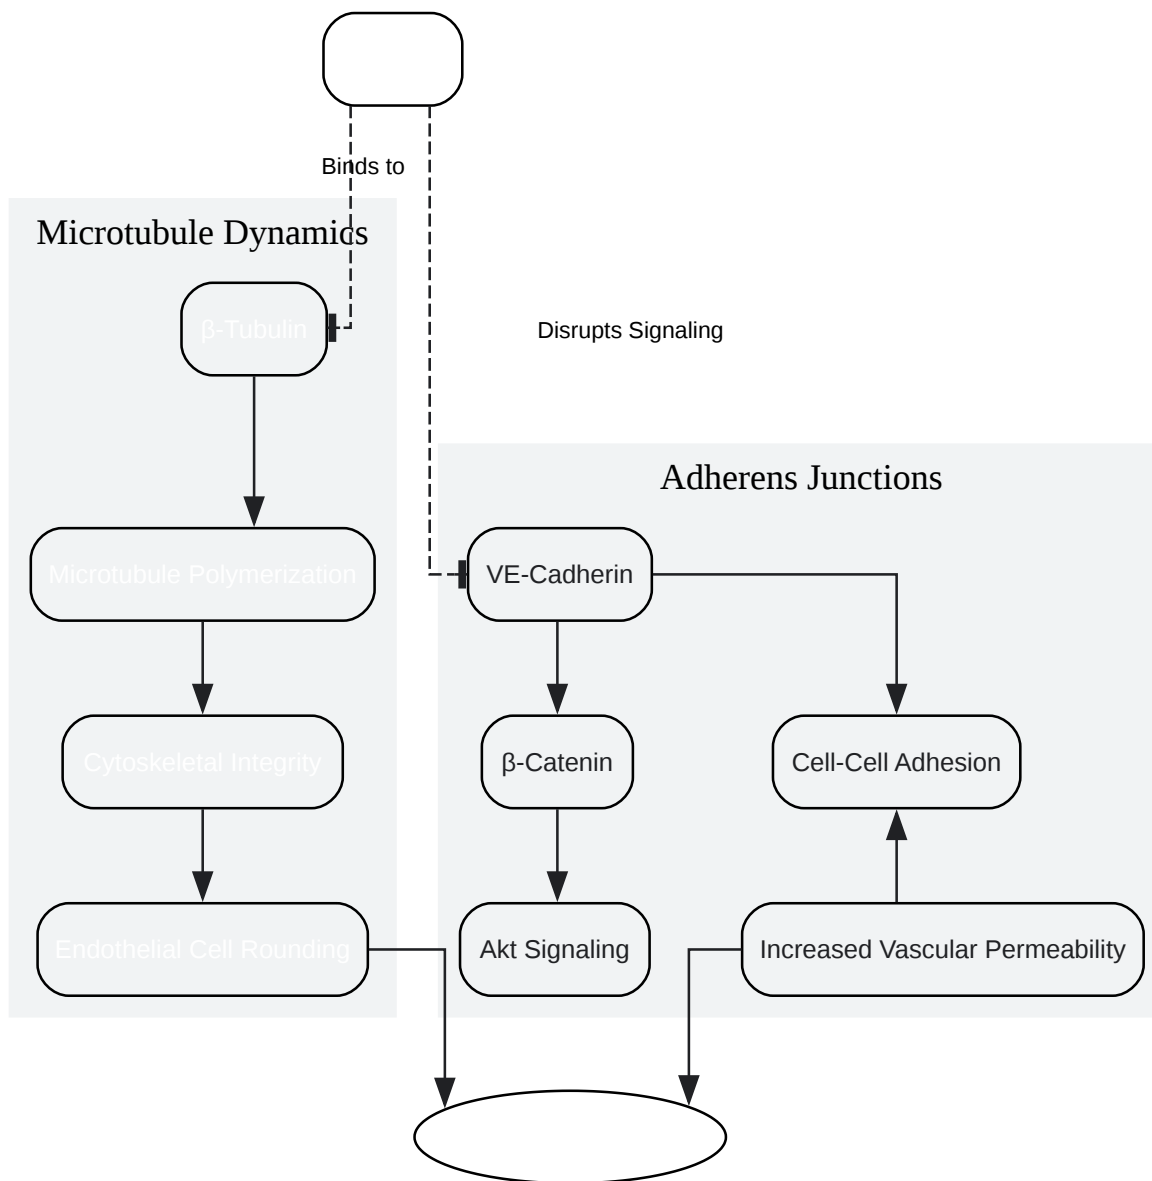 Binds to
Microtubule Dynamics
β-Tubulin
Disrupts Signaling
Adherens Junctions
Microtubule Polymerization
VE-Cadherin
Cytoskeletal Integrity
β-Catenin
Cell-Cell Adhesion
Endothelial Cell Rounding
Akt Signaling
Increased Vascular Permeability